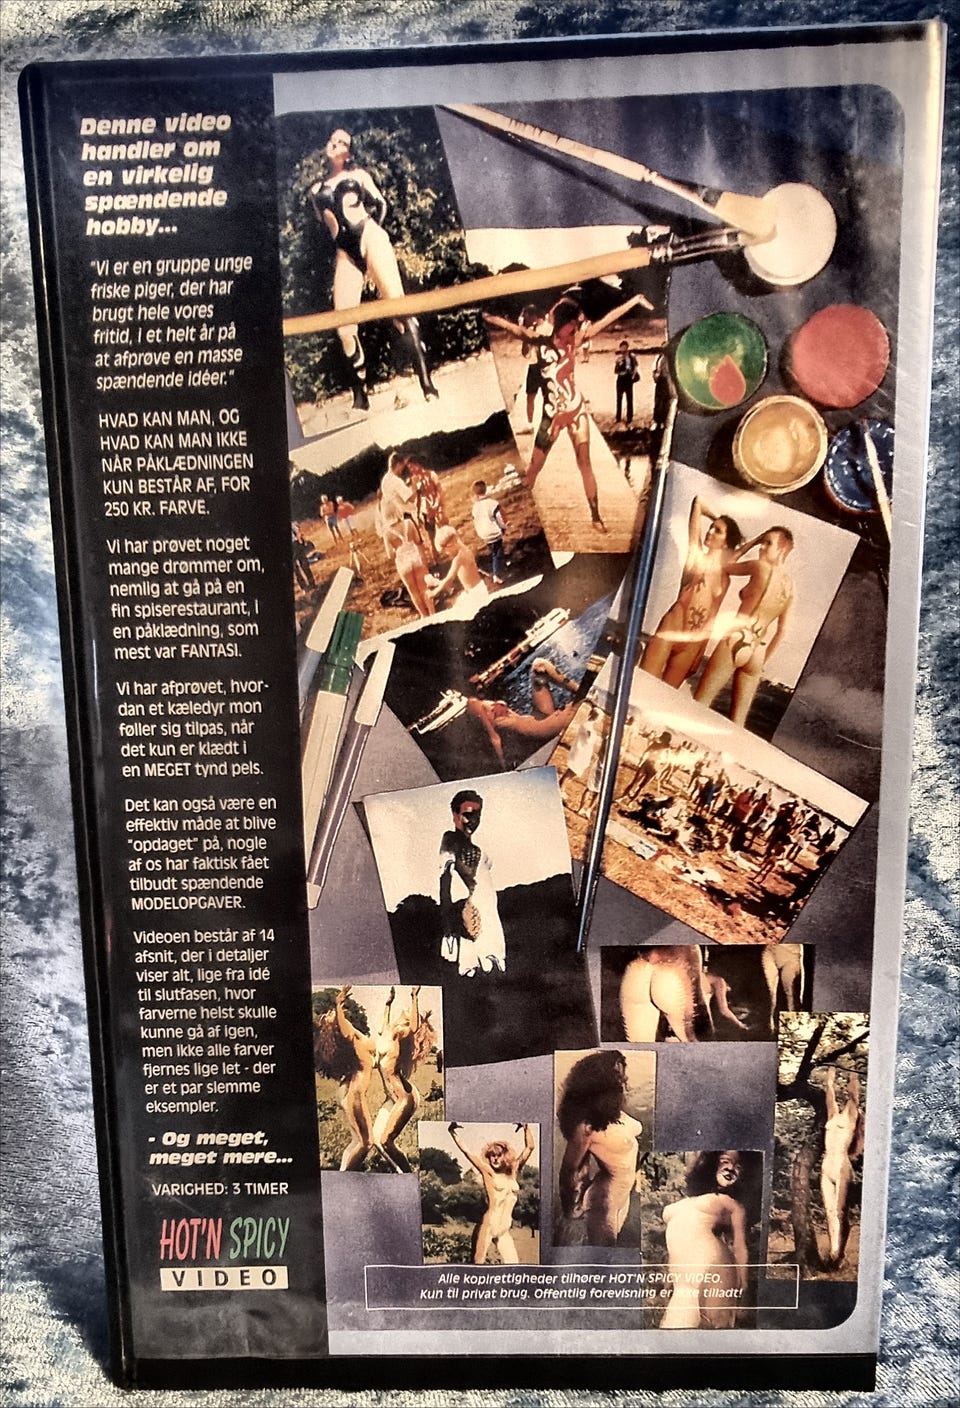 Denne video
handler om
en virkelig
spændende
hobby...
"Vi er en gruppe unge
friske piger, der har
brugt hele vores
fritid, i et helt år på
at afprøve en masse
spændende idéer."
HVAD KAN MAN, OG
HVAD KAN MAN IKKE
NÅR PÅKLÆDNINGEN
KUN BESTÅR AF, FOR
250 KR. FARVE.
Vi har prøvet noget
mange drømmer om,
nemlig at gå på en
fin spiserestaurant, i
en påklædning, som
mest var FANTASI.
Vi har afprøvet, hvor-
dan et kæledyr mon
føller sig tilpas, når
det kun er klædt i
en MEGET tynd pels.
Det kan også være en
effektiv måde at blive
"opdaget" på, nogle
af os har faktisk fået
tilbudt spændende
MODELOPGAVER.
Videoen består af 14
afsnit, der i detaljer
viser alt, lige fra idé
til slutfasen, hvor
farverne helst skulle
kunne gå af igen,
men ikke alle farver
fjernes lige let - der
er et par slemme
eksempler.
- Og meget,
meget mere...
VARIGHED: 3 TIMER
HOT'N SPICY
VIDEO
Alle kopirettigheder tilhører HOT'N SPICY VIDEO.
Kun til privat brug. Offentlig forevisning er ikke tilladt!